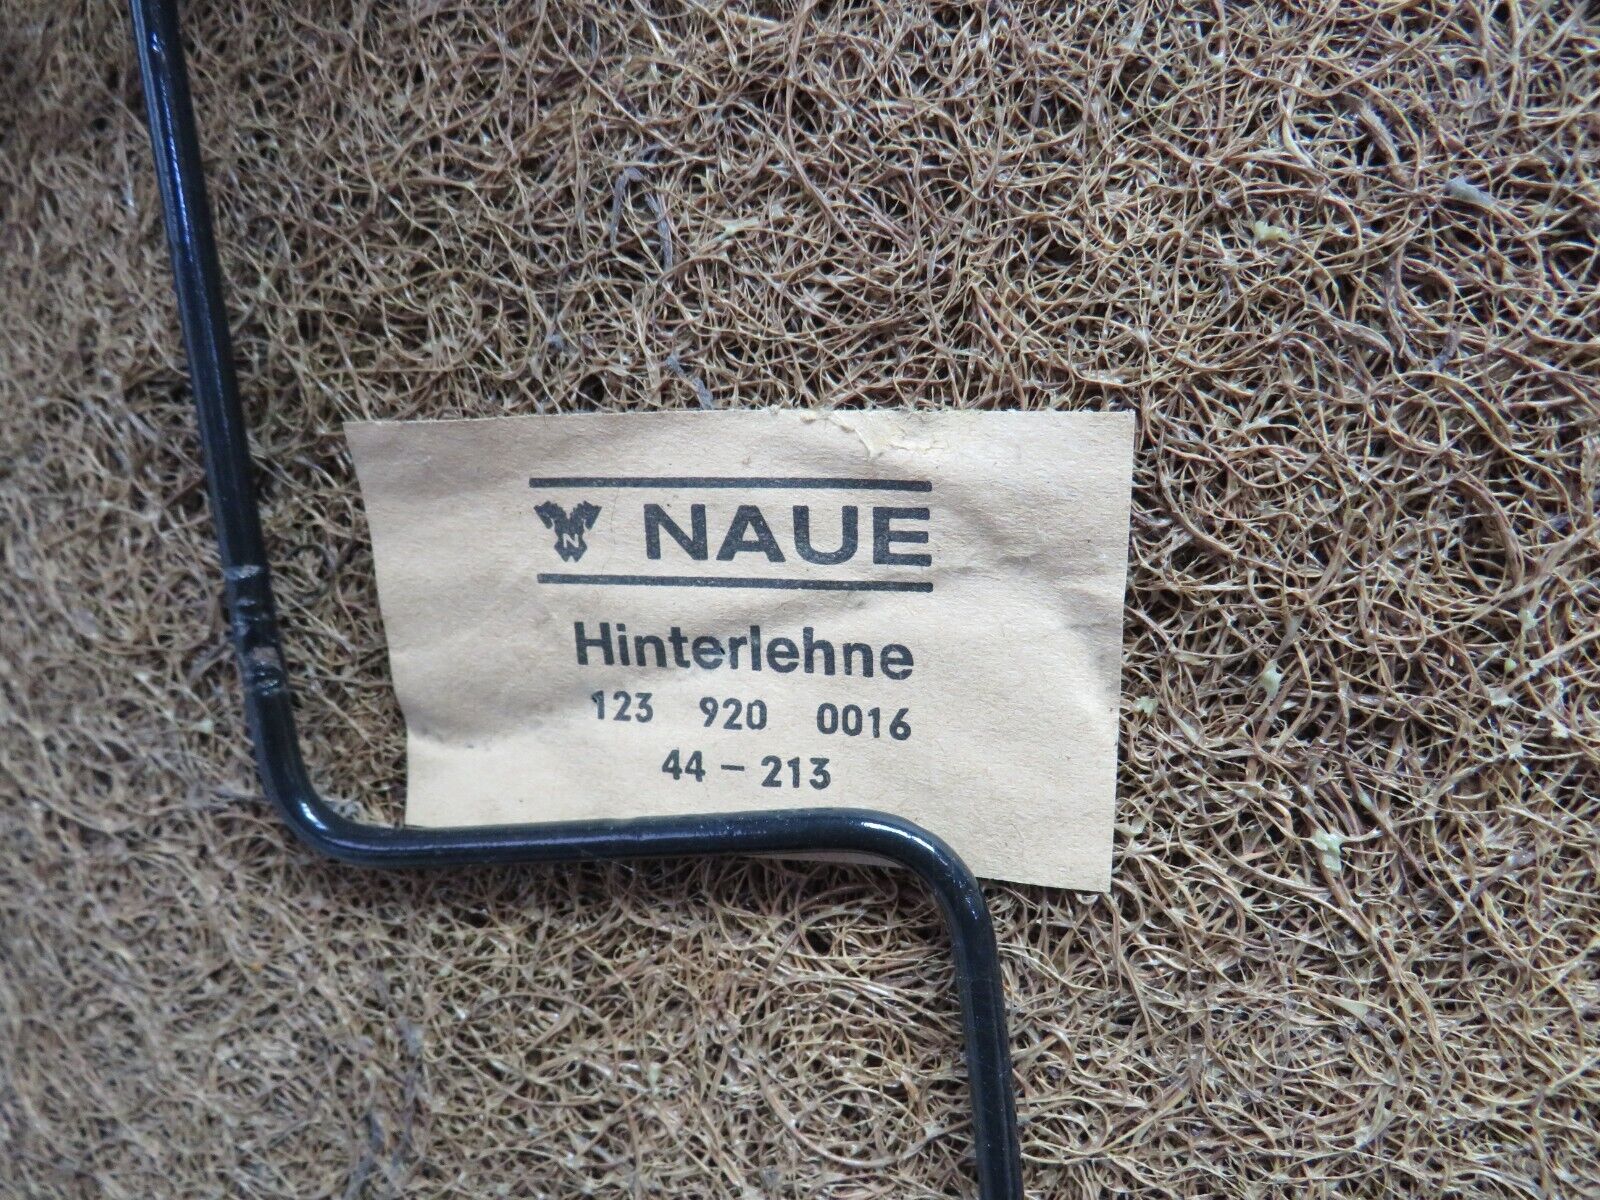 N NAUE
Hinterlehne
123 920 0016
44 - 213